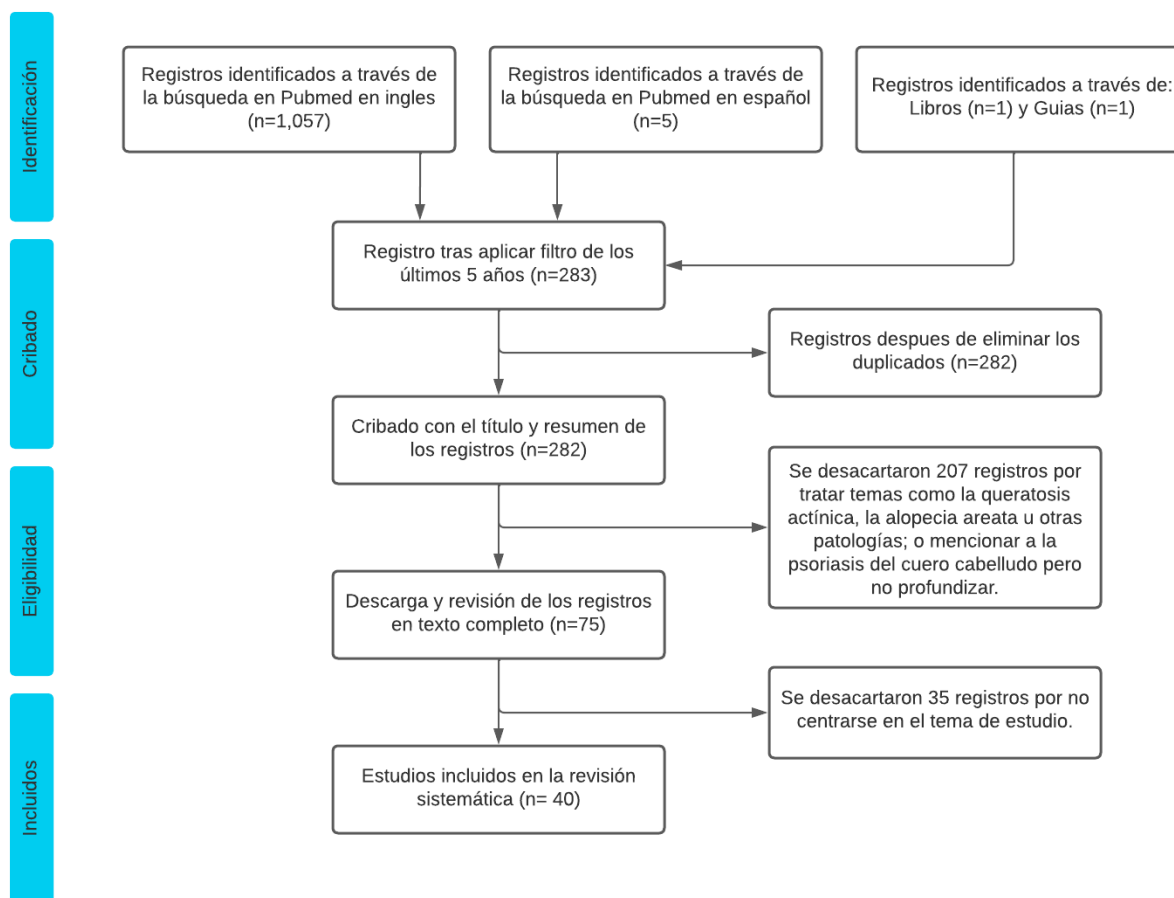 Identificación
Registros identificados a través de
la búsqueda en Pubmed en ingles
(n=1,057)
Registros identificados a través de
la búsqueda en Pubmed en español
(n=5)
Registros identificados a través de:
Libros (n=1) y Guias (n=1)
Registro tras aplicar filtro de los
últimos 5 años (n=283)
Cribado
Registros despues de eliminar los
duplicados (n=282)
Cribado con el título y resumen de
los registros (n=282)
Eligibilidad
Se desacartaron 207 registros por
tratar temas como la queratosis
actínica, la alopecia areata u otras
patologías; o mencionar a la
psoriasis del cuero cabelludo pero
no profundizar.
Descarga y revisión de los registros
en texto completo (n=75)
Incluidos
Se desacartaron 35 registros por no
centrarse en el tema de estudio.
Estudios incluidos en la revisión
sistemática (n= 40)